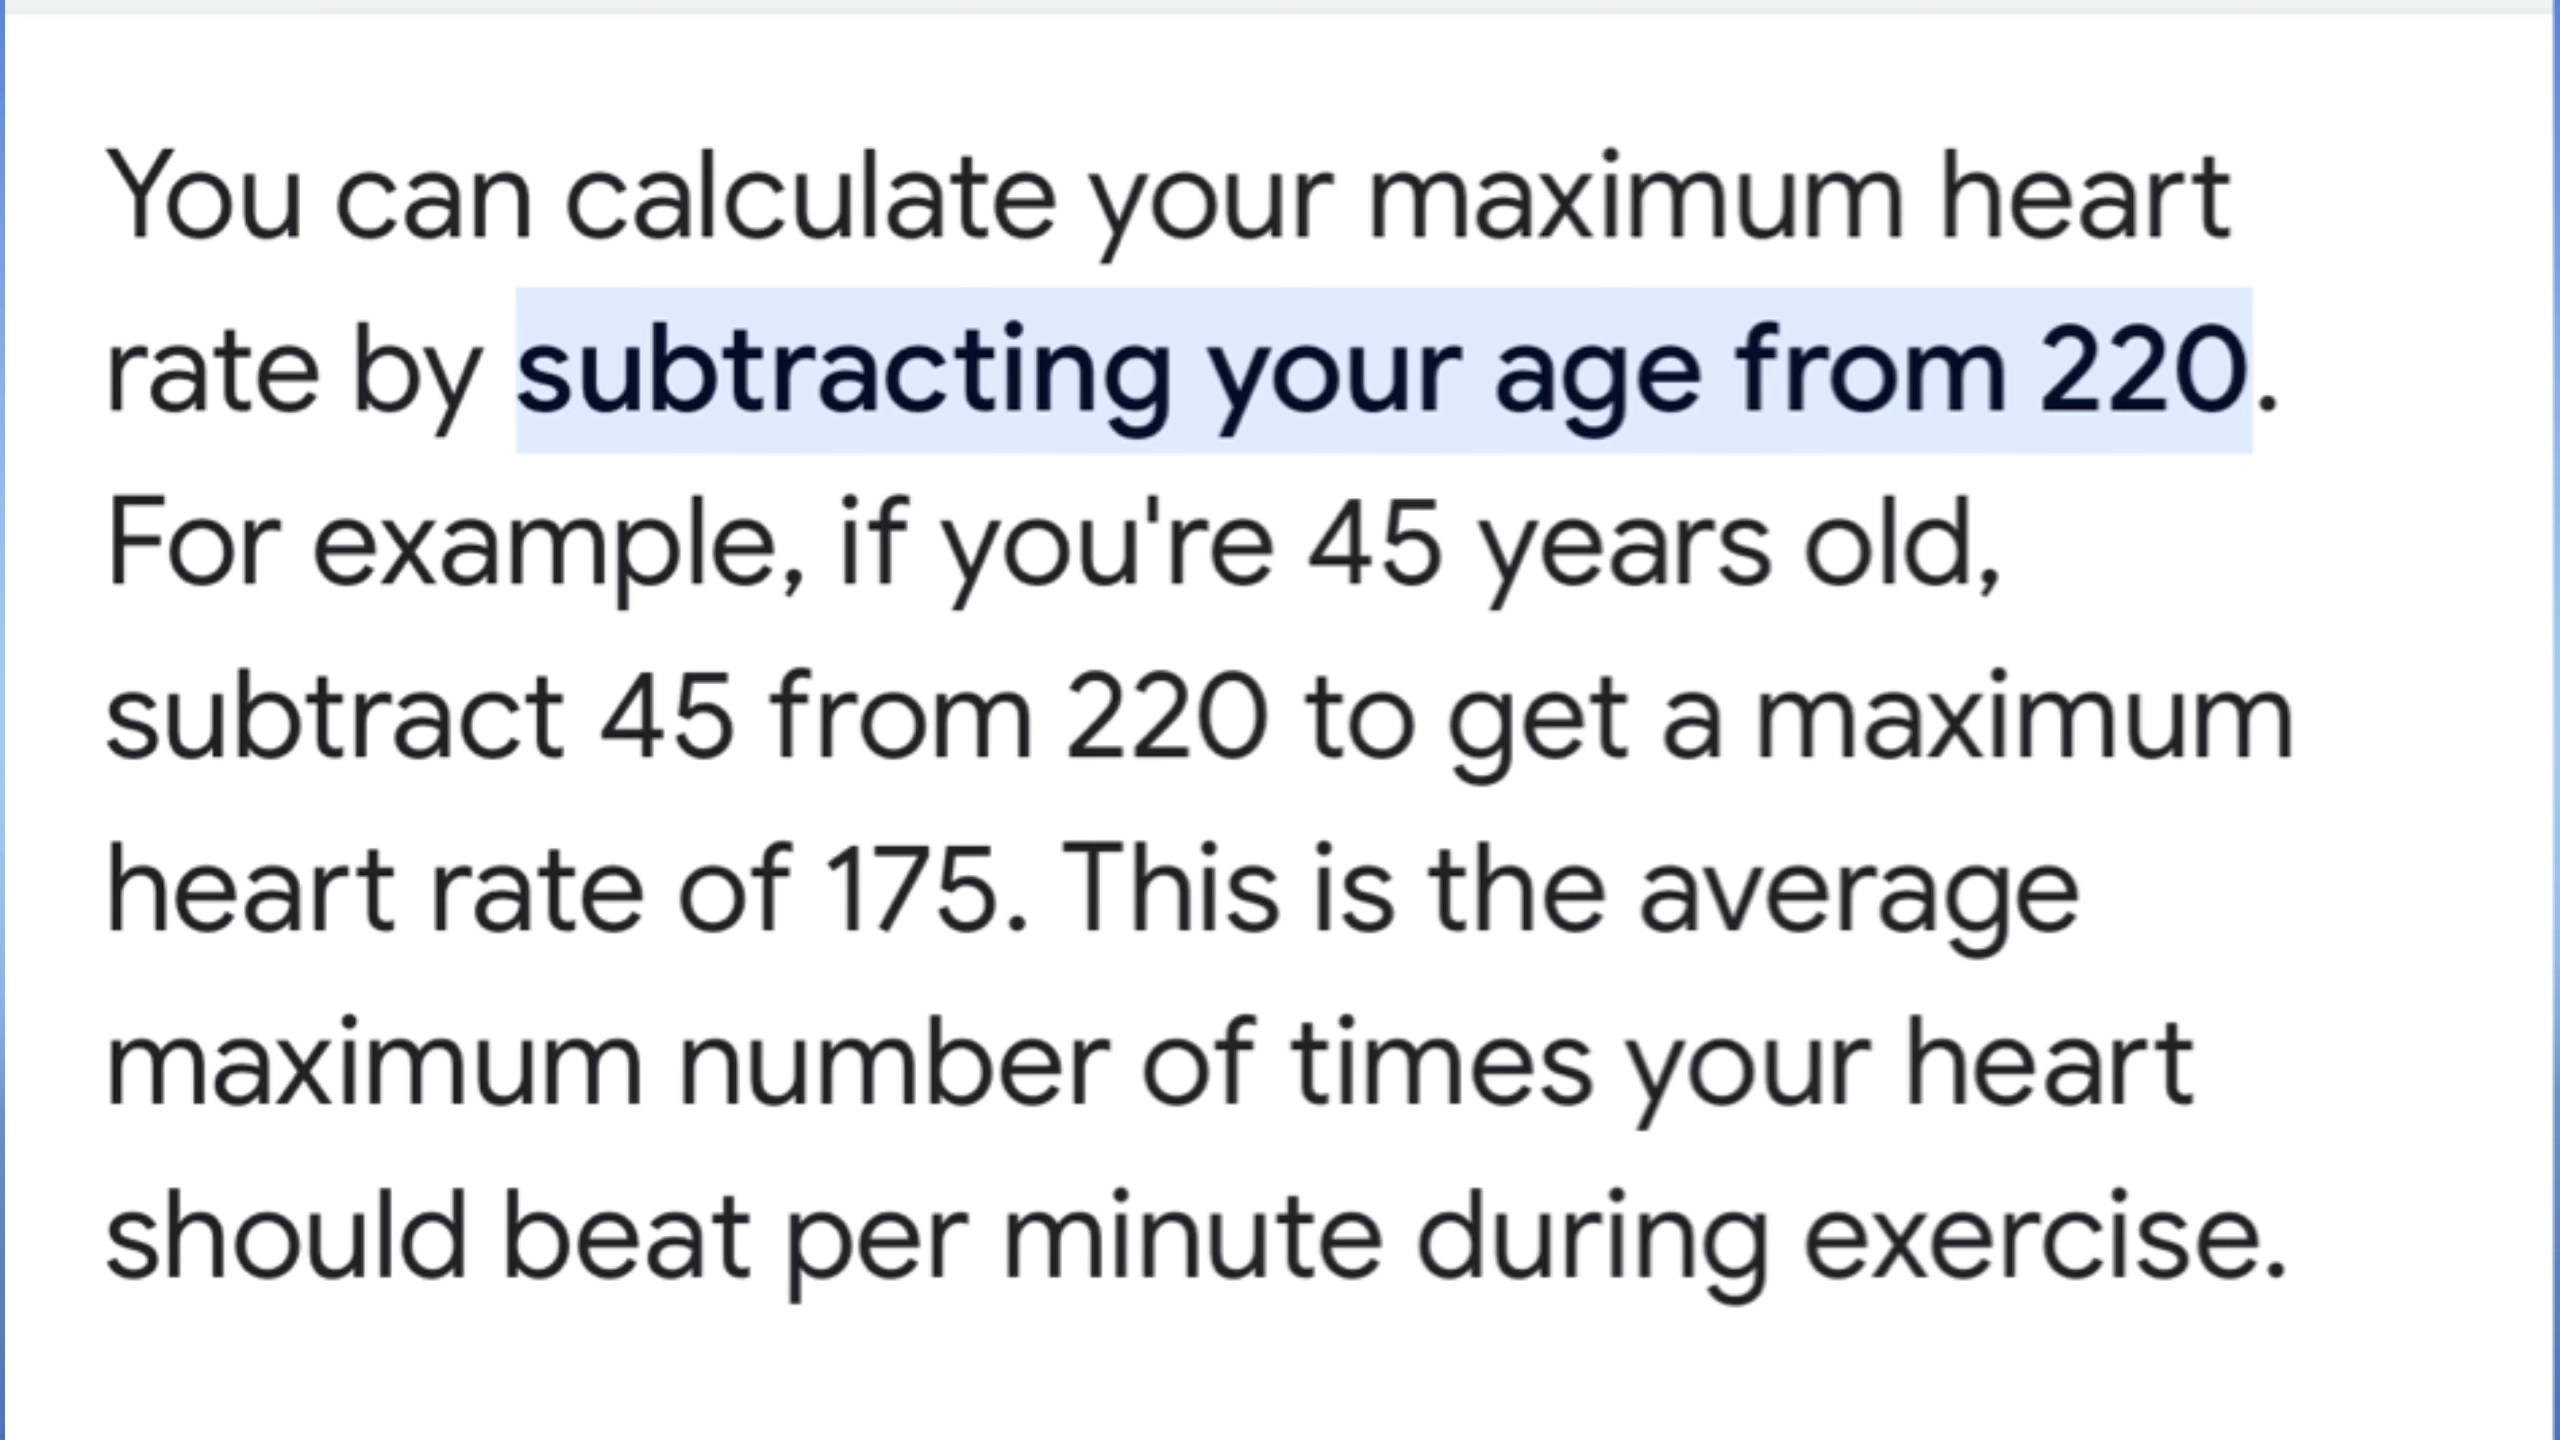 You can calculate your maximum heart
rate by subtracting your age from 220.
For example, if you're 45 years old,
subtract 45 from 220 to get a maximum
heart rate of 175. This is the average
maximum number of times your heart
should beat per minute during exercise.